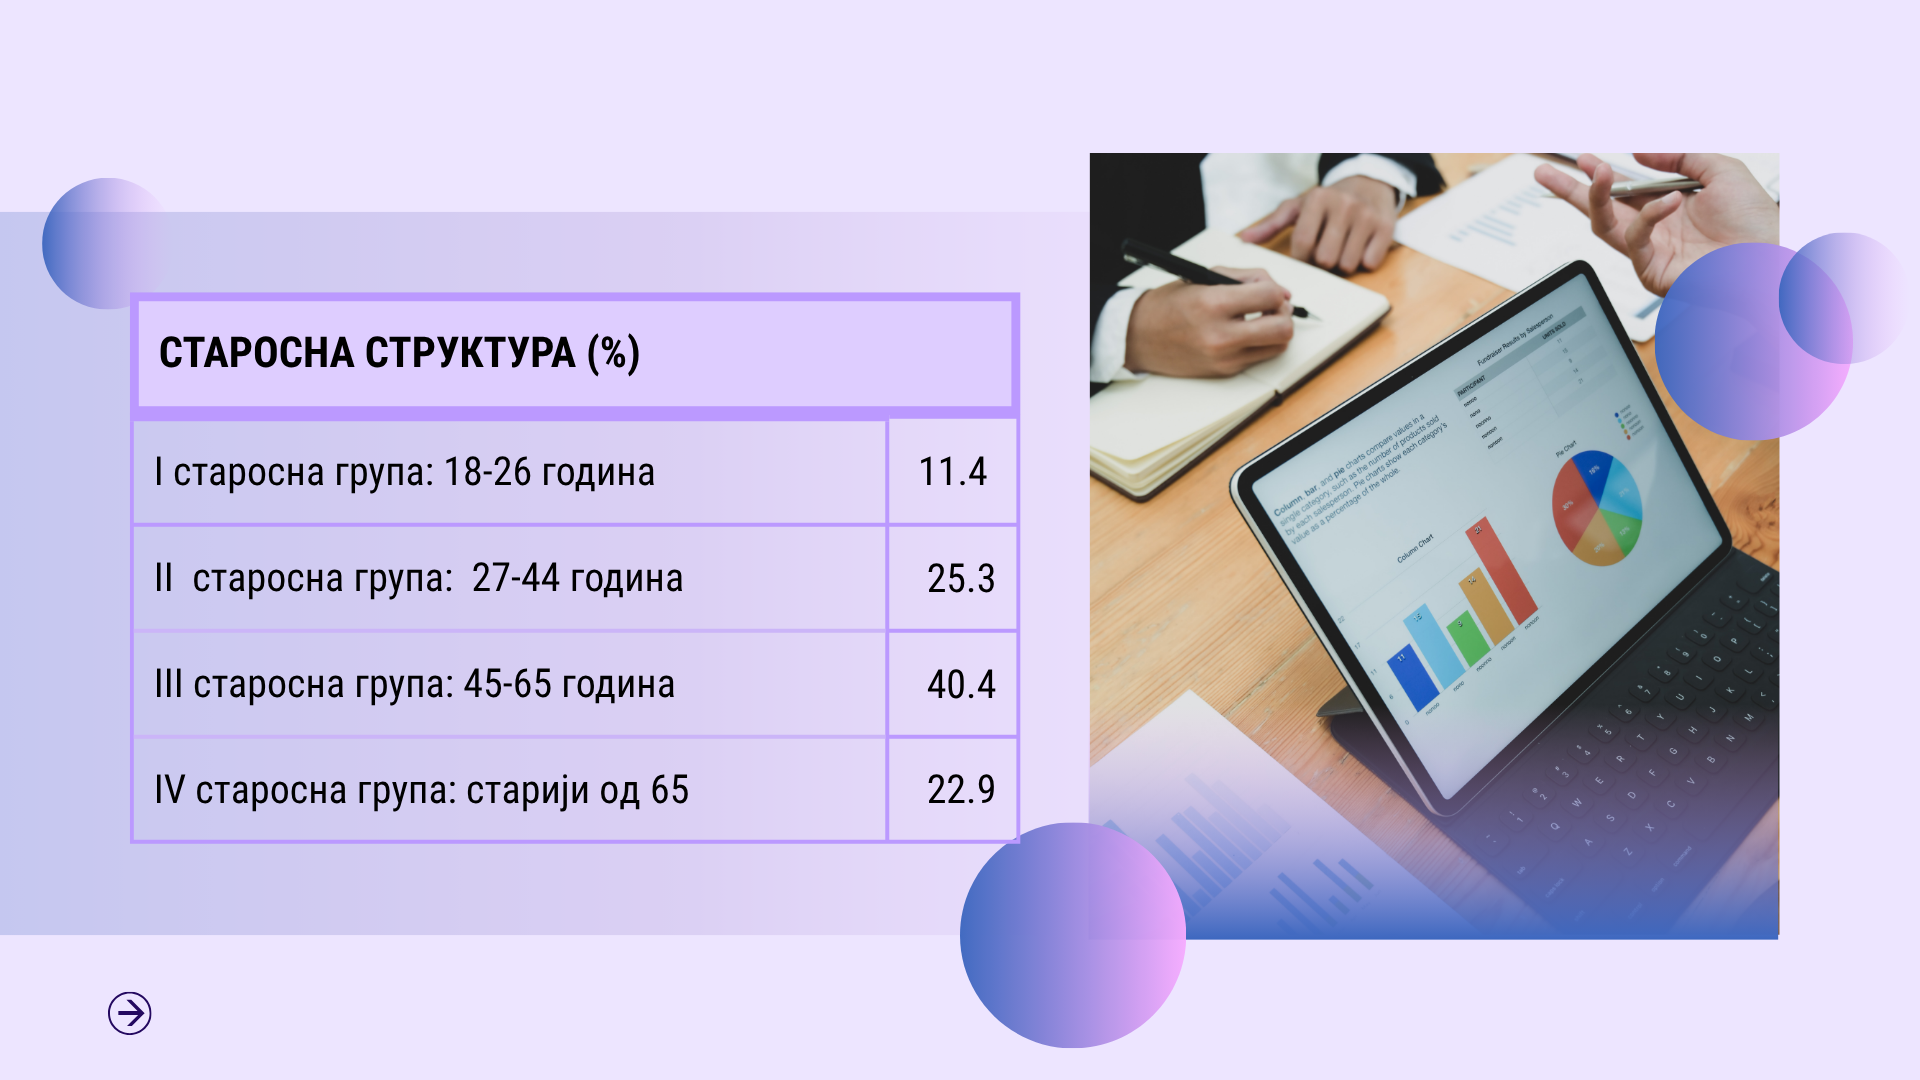 СТАРОСНА СТРУКТУРА (%)
I старосна група: 18-26 година 11.4
II старосна група: 27-44 година 25.3
III старосна група: 45-65 година 40.4
IV старосна група: старији од 65 22.9
Fundraiser Results by Salesperson
PARTICIPANT UNITS SOLD
Column, bar, and pie charts compare values in a
single category, such as the number of products sold
by each salesperson. Pie charts show each category's
value as a percentage of the whole.
Column Chart
Pie Chart